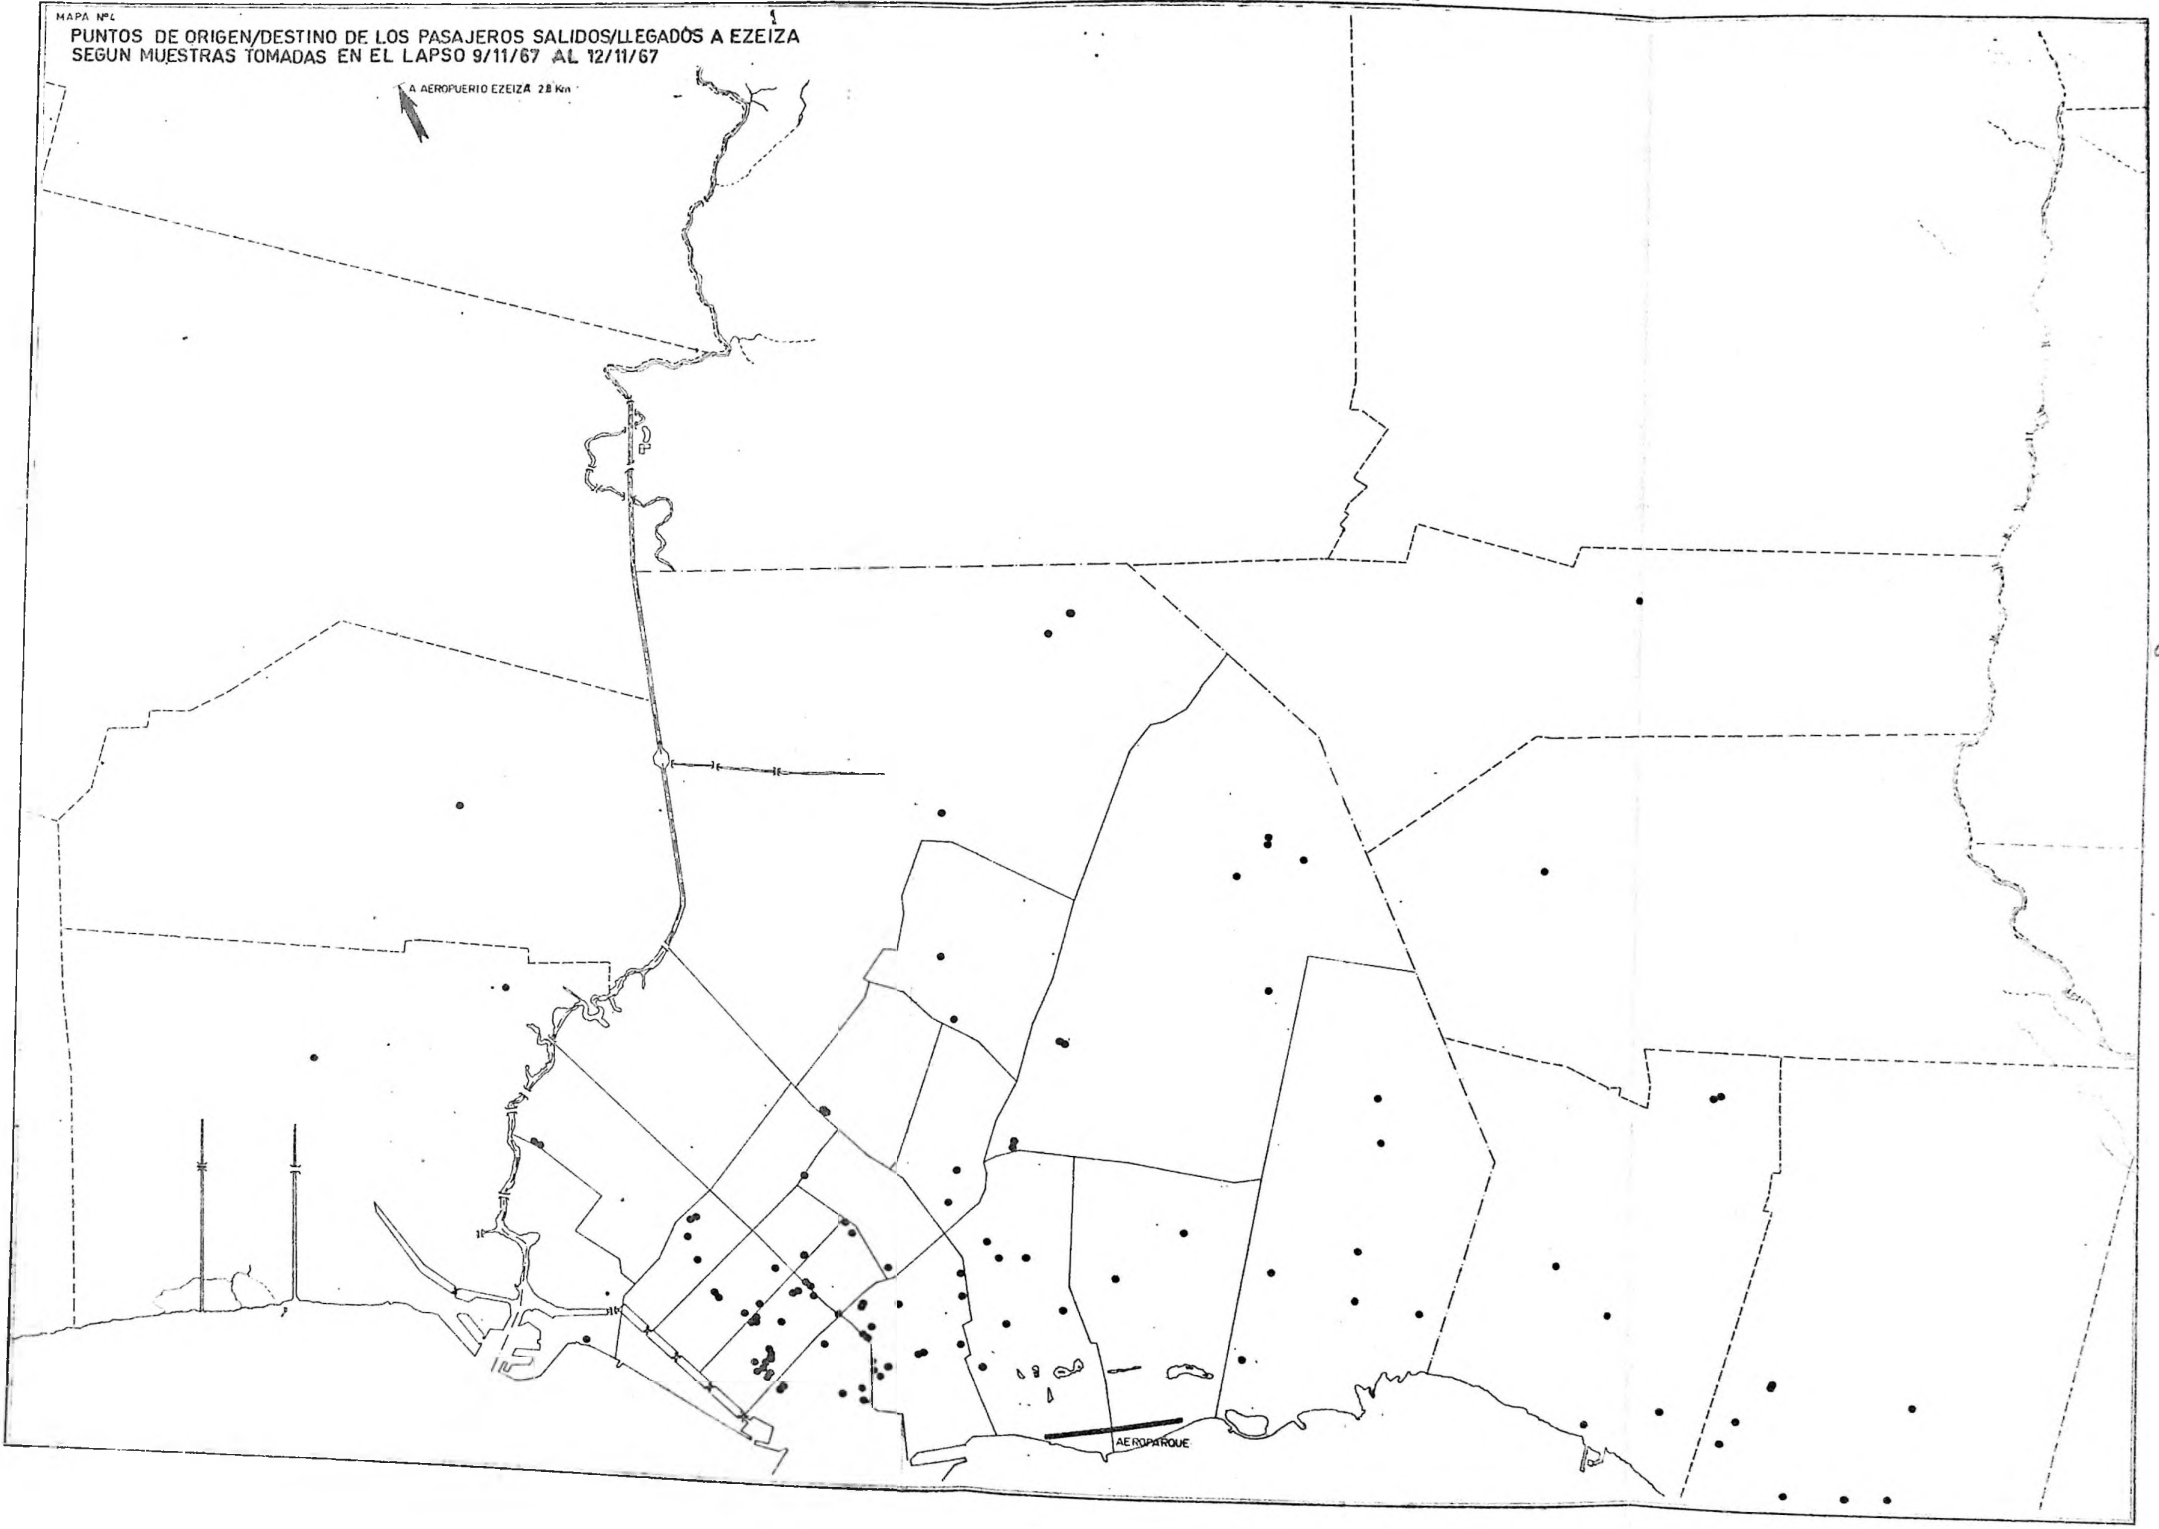 MAPA Nº4
PUNTOS DE ORIGEN/DESTINO DE LOS PASAJEROS SALIDOS/LLEGADOS A EZEIZA
SEGUN MUESTRAS TOMADAS EN EL LAPSO 9/11/67 AL 12/11/67
A AEROPUERTO EZEIZA 28 Km
AEROPARQUE